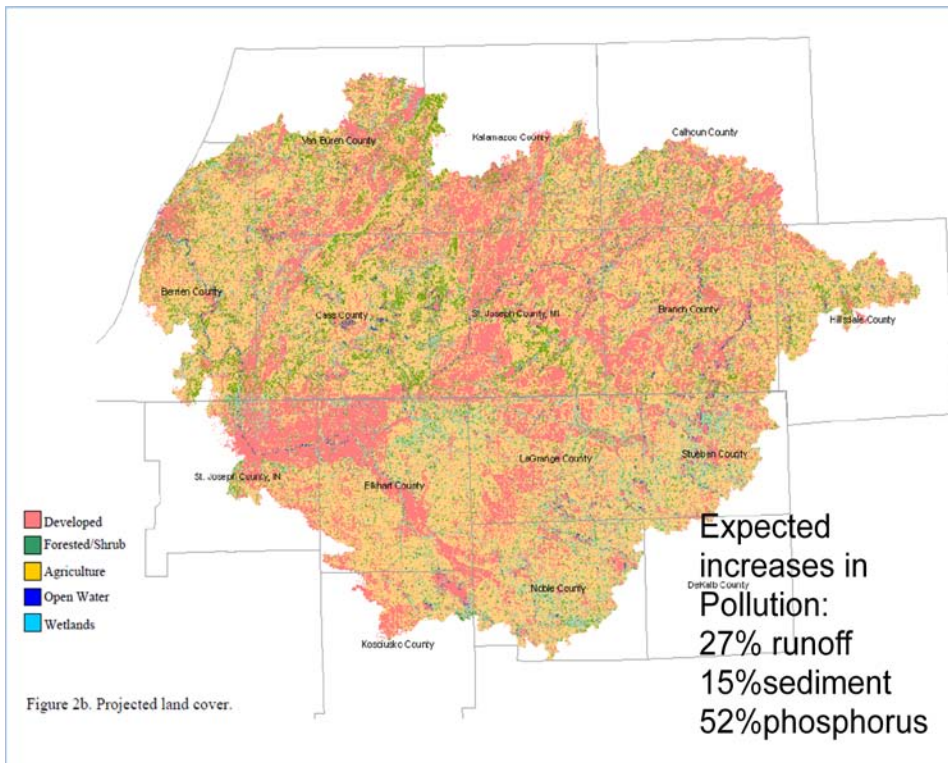 Van Buren County
Kalamazoo County
Calhoun County
Berrien County
Cass County
St. Joseph County, MI
Branch County
Hillsdale County
St. Joseph County, IN
Elkhart County
LaGrange County
Stueben County
Noble County
DeKalb County
Kosciusko County
Developed
Forested/Shrub
Agriculture
Open Water
Wetlands
Expected
increases in
Pollution:
27% runoff
15%sediment
52%phosphorus
Figure 2b. Projected land cover.